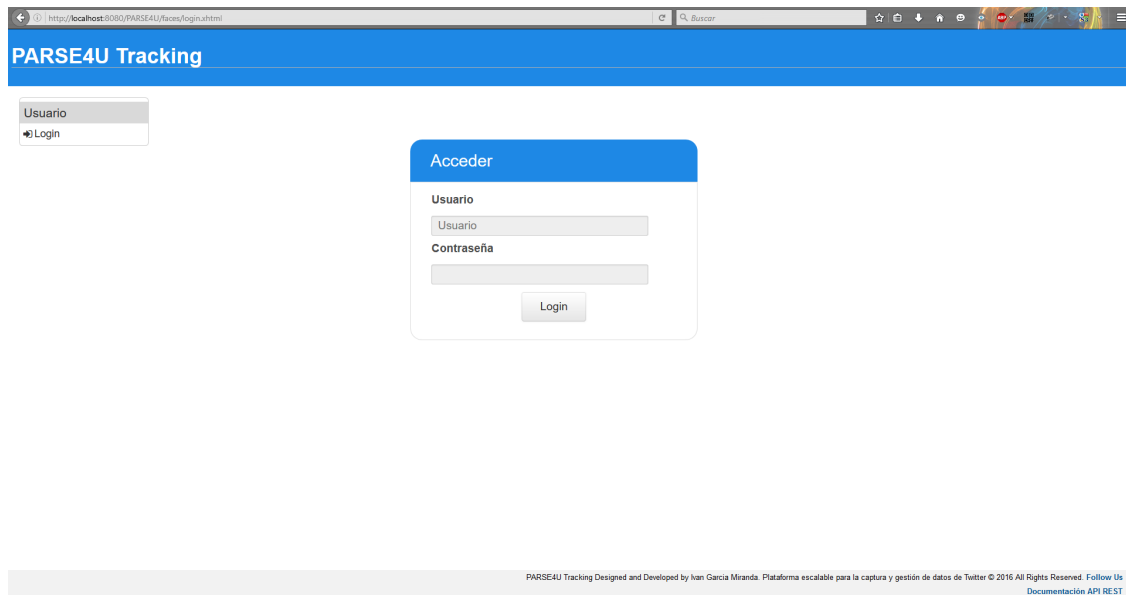 http://localhost:8080/PARSE4U/faces/login.xhtml
Buscar
PARSE4U Tracking
Usuario
Login
Acceder
Usuario
Usuario
Contraseña
Login
PARSE4U Tracking Designed and Developed by Ivan Garcia Miranda. Plataforma escalable para la captura y gestión de datos de Twitter © 2016 All Rights Reserved. Follow Us
Documentación API REST